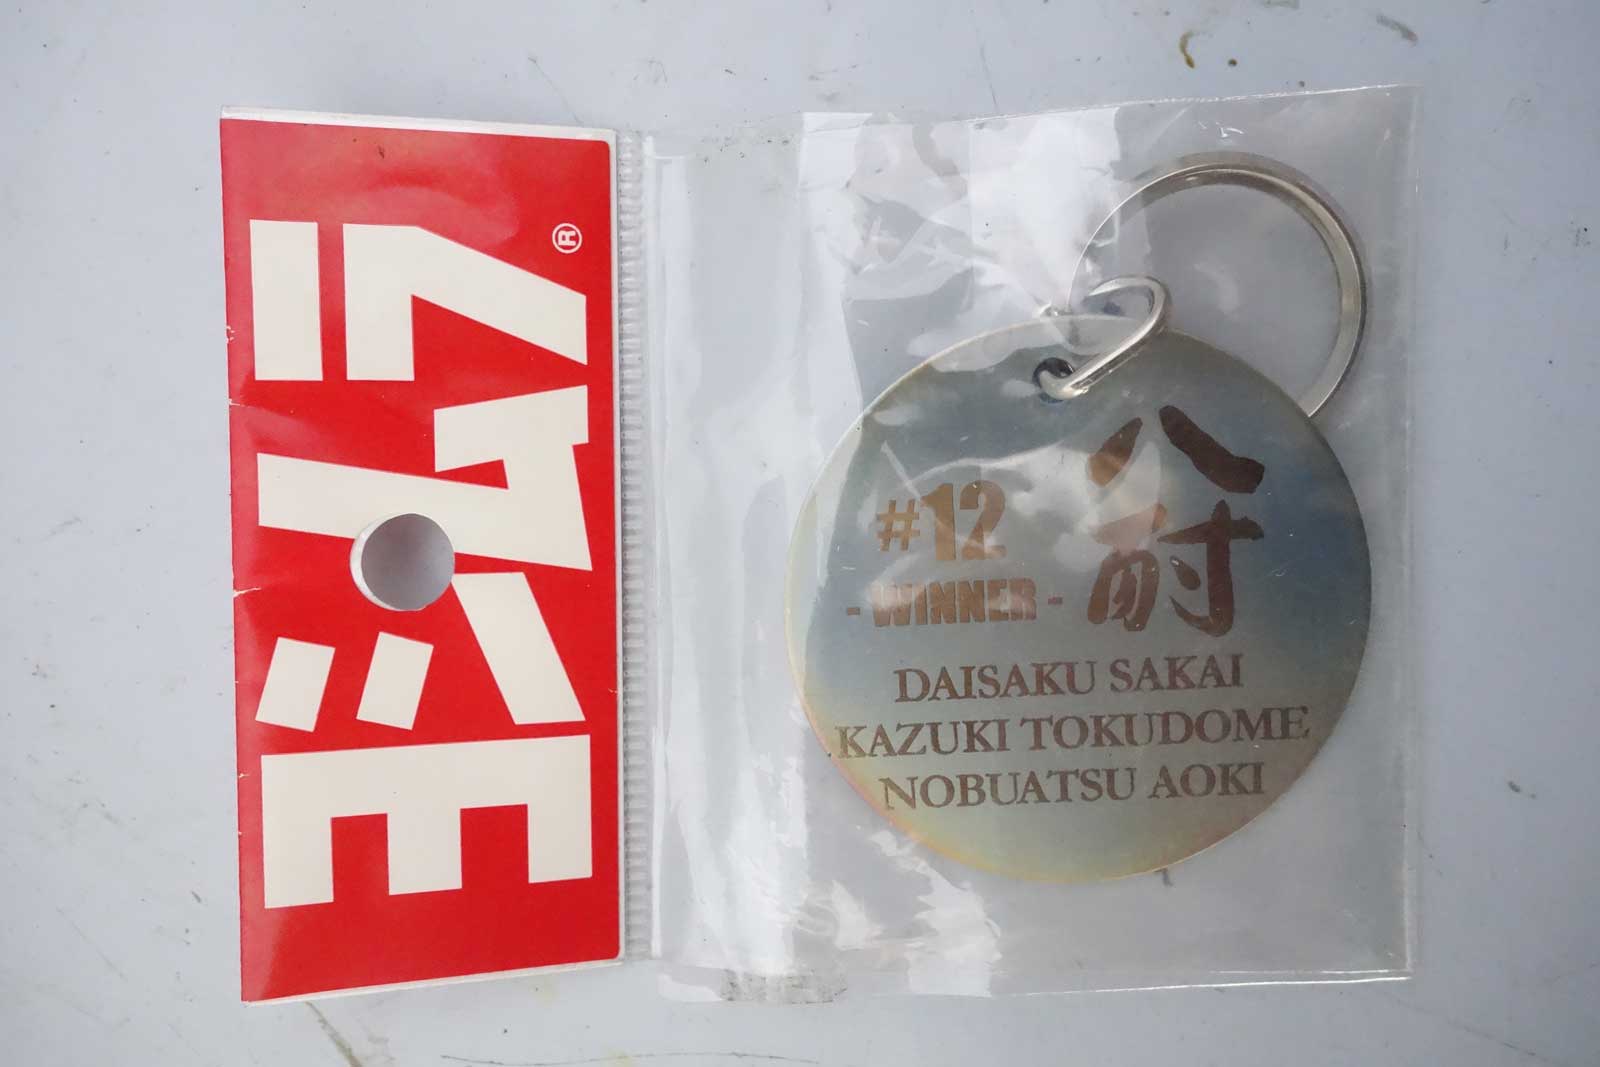 ヨシムラ®
八耐
#12
- WINNER -
DAISAKU SAKAI
KAZUKI TOKUDOME
NOBUATSU AOKI